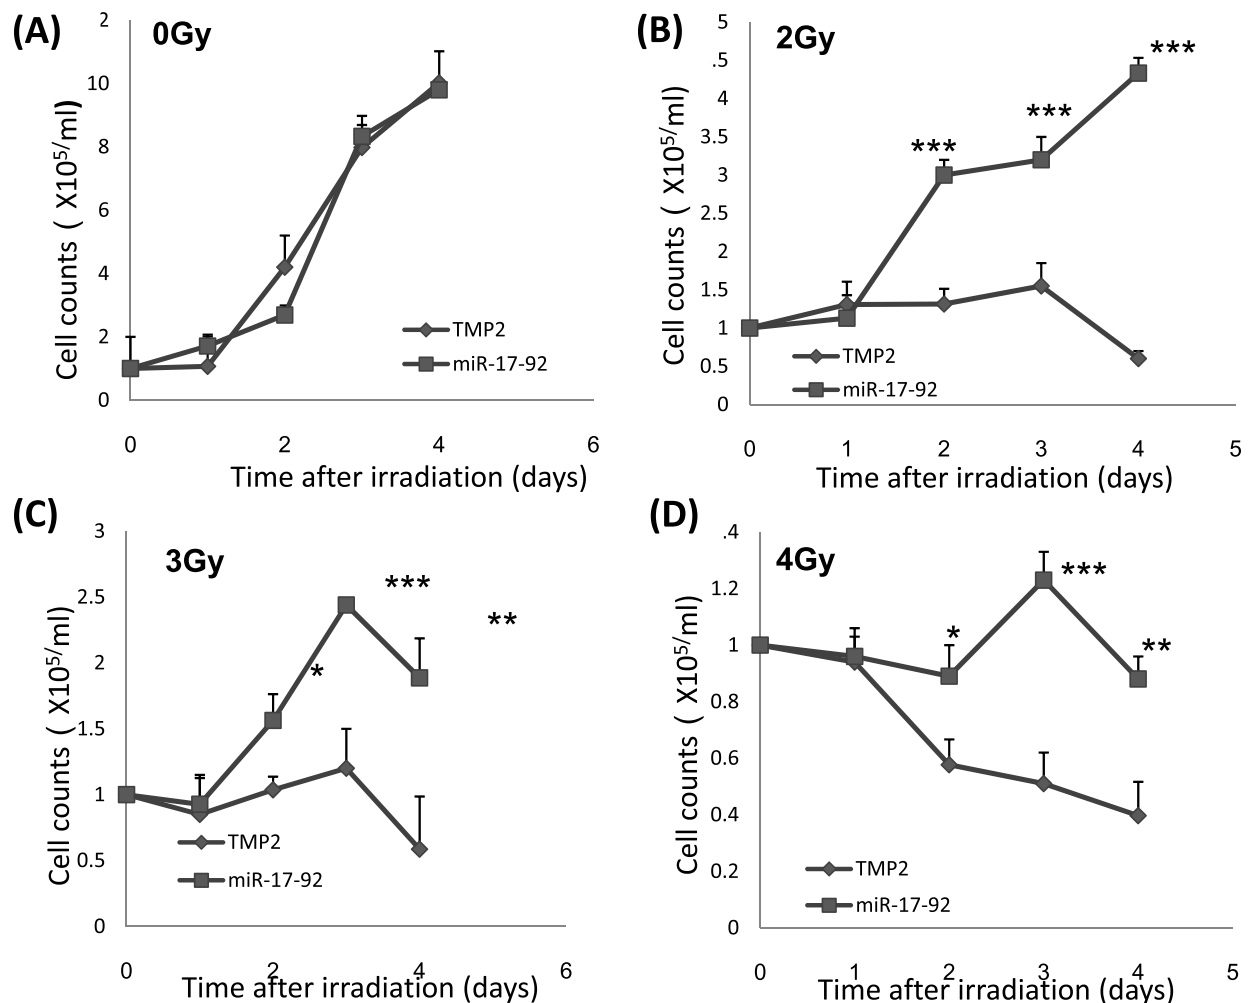 (A)
0Gy
2
10
8
6
4
2
0
0
2
4
6
Cell counts ( X10⁵/ml)
Time after irradiation (days)
TMP2
miR-17-92
(B)
2Gy
5
.5
4
3.5
3
2.5
2
1.5
1
0.5
0
0
1
2
3
4
5
Cell counts ( X10⁵/ml)
Time after irradiation (days)
***
***
***
TMP2
miR-17-92
(C)
3Gy
3
2.5
2
1.5
1
0.5
0
0
2
4
6
Cell counts ( X10⁵/ml)
Time after irradiation (days)
*
***
**
TMP2
miR-17-92
(D)
4Gy
.4
1.2
1
0.8
0.6
0.4
0.2
0
0
1
2
3
4
5
Cell counts ( X10⁵/ml)
Time after irradiation (days)
*
***
**
TMP2
miR-17-92